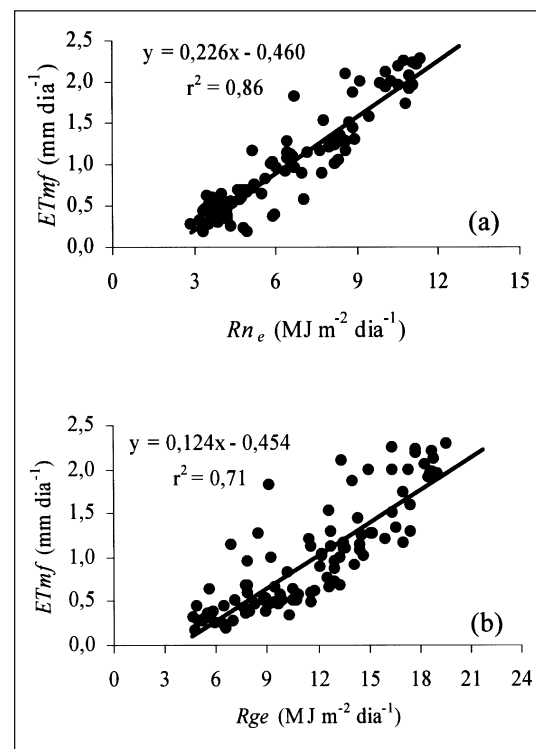 y = 0,226x - 0,460
r² = 0,86
2,5
2,0
1,5
1,0
0,5
0,0
ETmf (mm dia⁻¹)
(a)
0 3 6 9 12 15
Rn e (MJ m⁻² dia⁻¹)
y = 0,124x - 0,454
r² = 0,71
2,5
2,0
1,5
1,0
0,5
0,0
ETmf (mm dia⁻¹)
(b)
0 3 6 9 12 15 18 21 24
Rge (MJ m⁻² dia⁻¹)